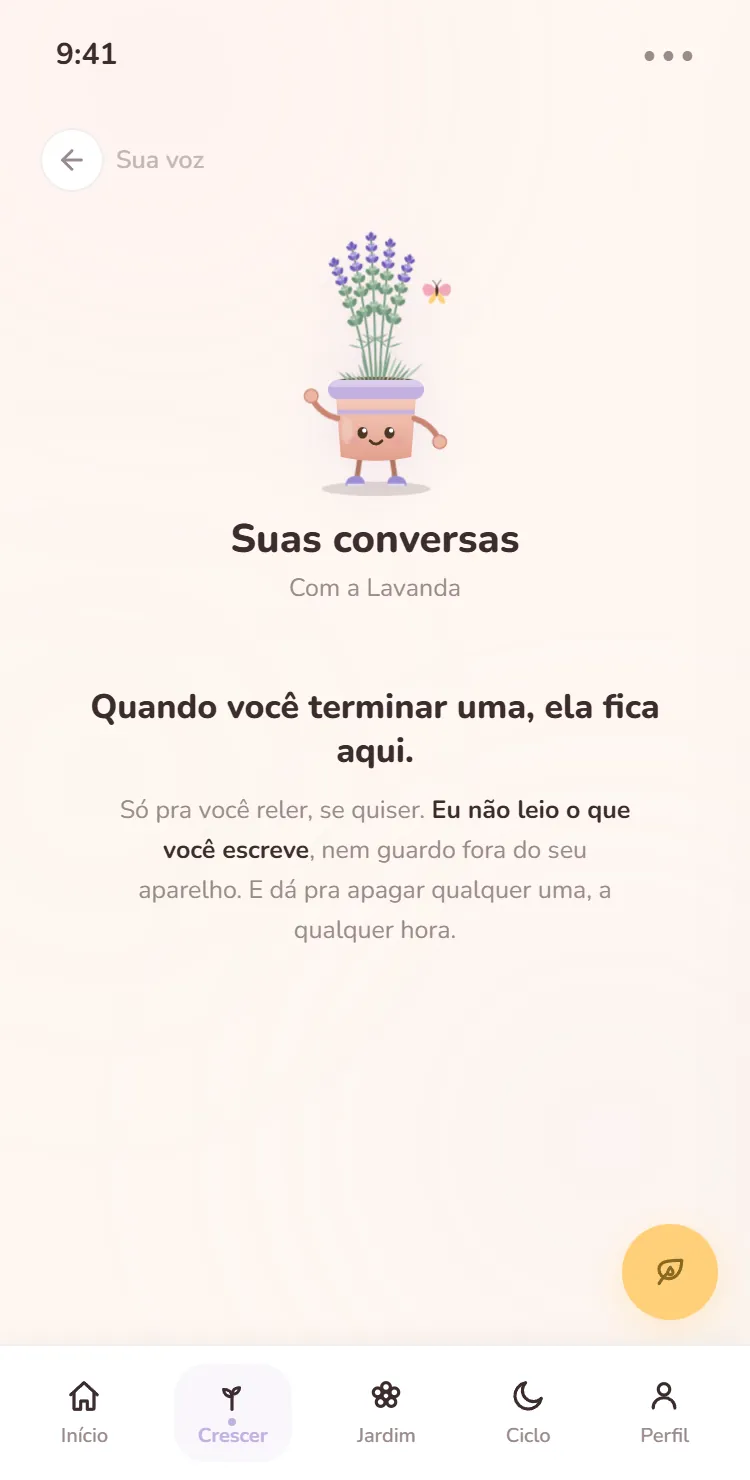 9:41
Sua voz
Suas conversas
Com a Lavanda
Quando você terminar uma, ela fica
aqui.
Só pra você reler, se quiser. Eu não leio o que
você escreve, nem guardo fora do seu
aparelho. E dá pra apagar qualquer uma, a
qualquer hora.
Início
Crescer
Jardim
Ciclo
Perfil